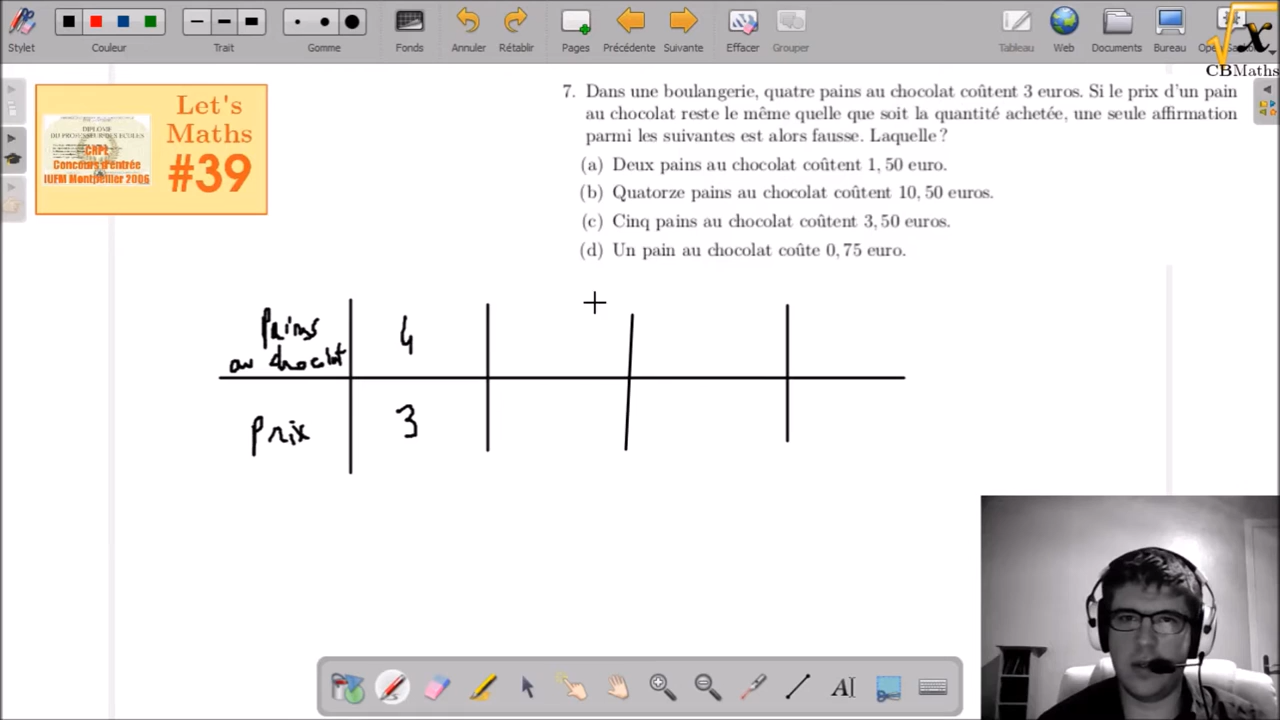 Stylet
Couleur
Trait
Gomme
Fonds
Annuler
Rétablir
Pages
Précédente
Suivante
Effacer
Grouper
Tableau
Web
Documents
Bureau
x
CBMaths
Let's
Maths
#39
DIPLOME
CRPE
Concours d'entrée
IUFM Montpellier 2006
7. Dans une boulangerie, quatre pains au chocolat coûtent 3 euros. Si le prix d'un pain
au chocolat reste le même quelle que soit la quantité achetée, une seule affirmation
parmi les suivantes est alors fausse. Laquelle ?
(a) Deux pains au chocolat coûtent 1, 50 euro.
(b) Quatorze pains au chocolat coûtent 10, 50 euros.
(c) Cinq pains au chocolat coûtent 3, 50 euros.
(d) Un pain au chocolat coûte 0, 75 euro.
Pains
au chocolat
4
Prix
3